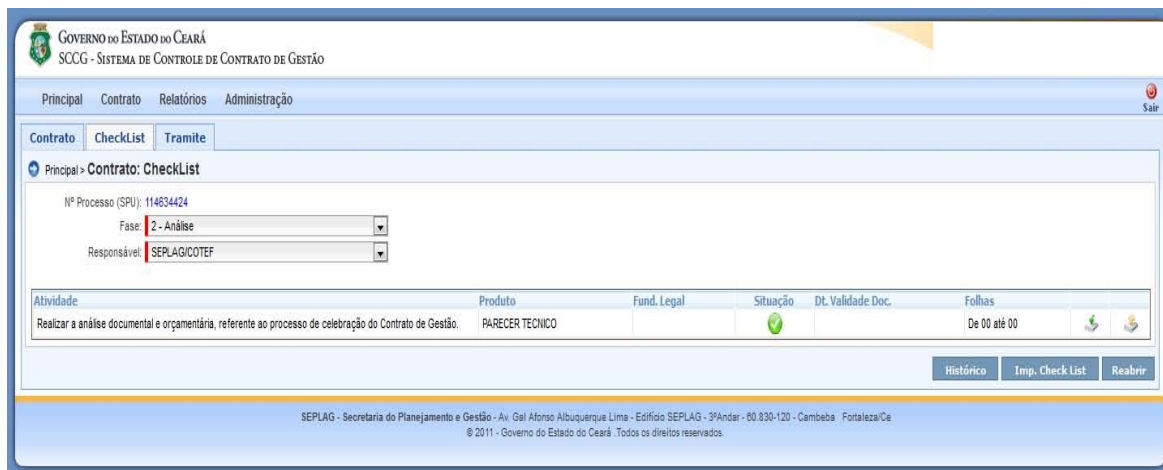 GOVERNO DO ESTADO DO CEARÁ
SCCG - SISTEMA DE CONTROLE DE CONTRATO DE GESTÃO
Principal Contrato Relatórios Administração
Sair
Contrato CheckList Tramite
Principal > Contrato: CheckList
Nº Processo (SPU): 114634424
Fase: 2 - Análise
Responsável: SEPLAG/COTEF
Atividade Produto Fund. Legal Situação Dt. Validade Doc. Folhas
Realizar a análise documental e orçamentária, referente ao processo de celebração do Contrato de Gestão. PARECER TECNICO De 00 até 00
Histórico Imp. Check List Reabrir
SEPLAG - Secretaria do Planejamento e Gestão - Av. Gal Afonso Albuquerque Lima - Edifício SEPLAG - 3ºAndar - 60.830-120 - Cambeba Fortaleza/Ce
© 2011 - Governo do Estado do Ceará .Todos os direitos reservados.